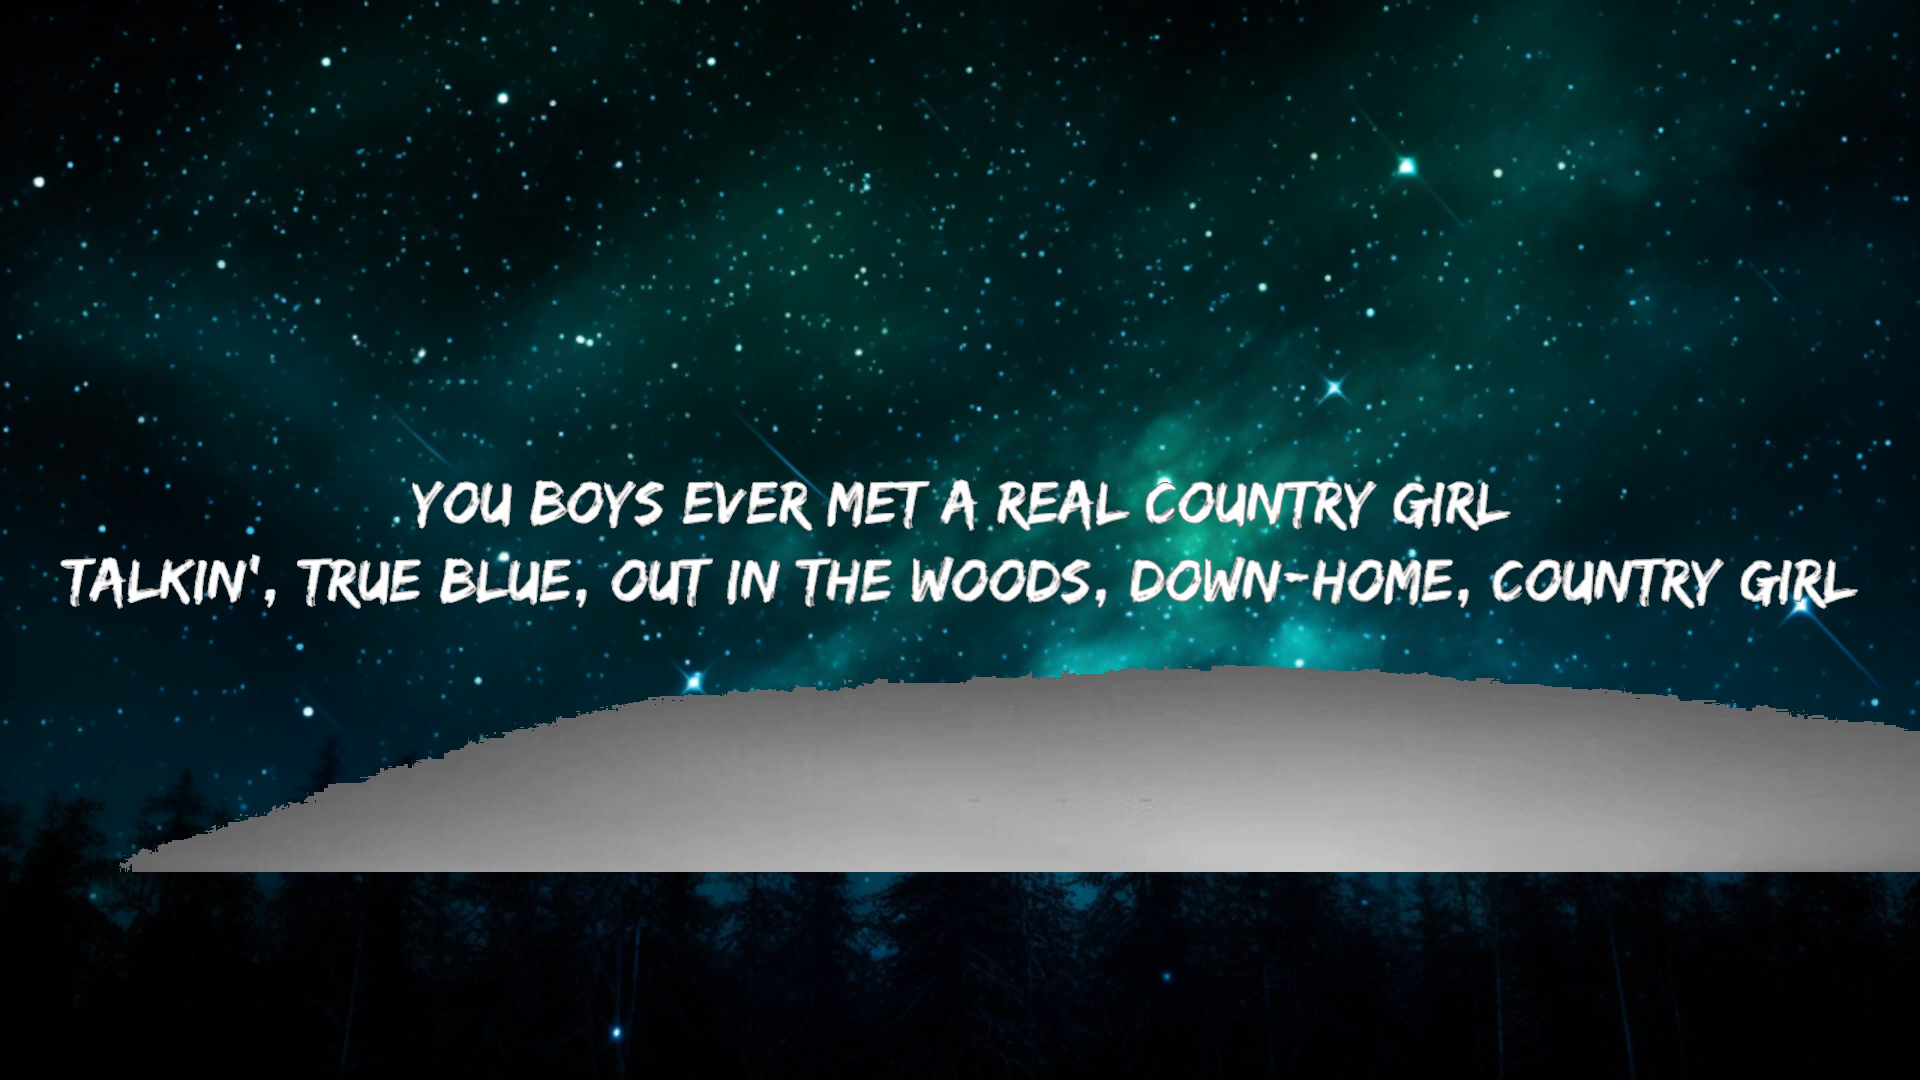 YOU BOYS EVER MET A REAL COUNTRY GIRL
TALKIN', TRUE BLUE, OUT IN THE WOODS, DOWN-HOME, COUNTRY GIRL